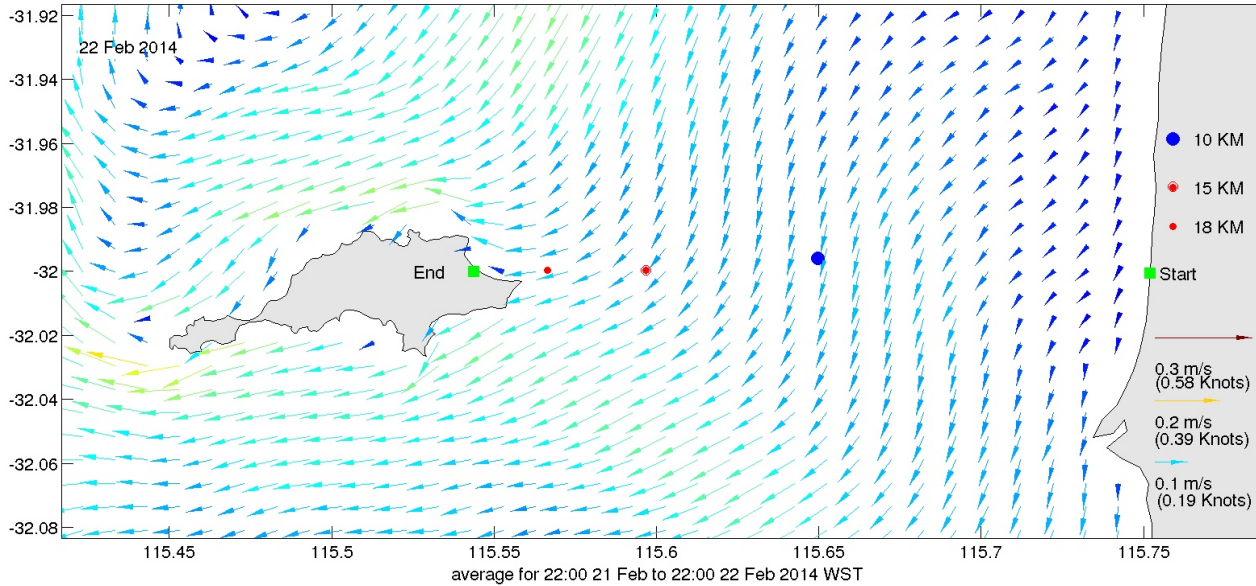 -31.92
22 Feb 2014
-31.94
-31.96
10 KM
-31.98
15 KM
18 KM
-32
End
Start
-32.02
0.3 m/s
(0.58 Knots)
-32.04
0.2 m/s
(0.39 Knots)
-32.06
0.1 m/s
(0.19 Knots)
-32.08
115.45 115.5 115.55 115.6 115.65 115.7 115.75
average for 22:00 21 Feb to 22:00 22 Feb 2014 WST